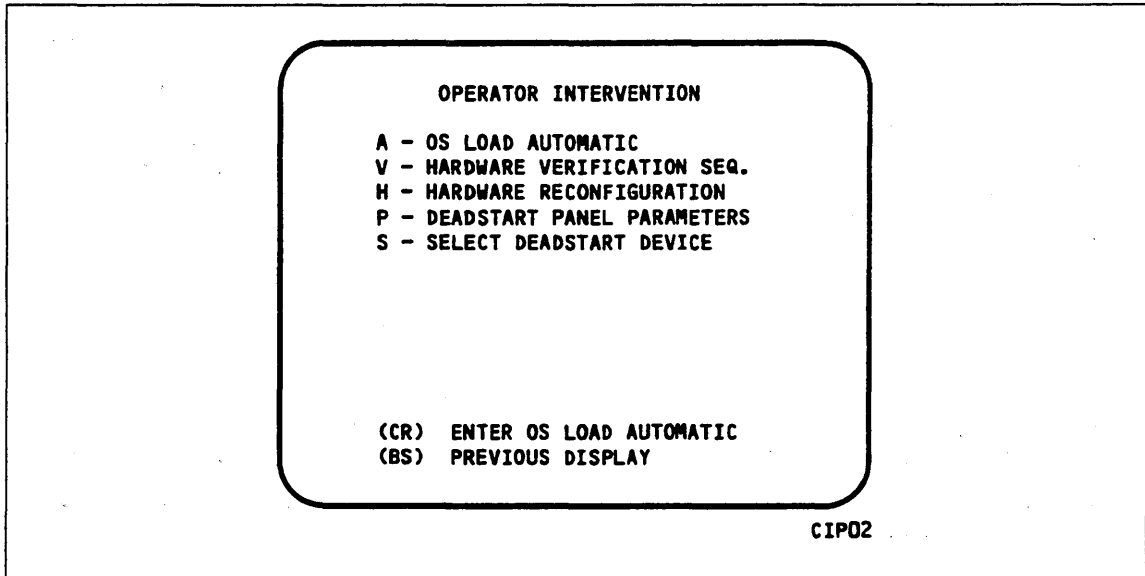 OPERATOR INTERVENTION
A - OS LOAD AUTOMATIC
V - HARDWARE VERIFICATION SEQ.
H - HARDWARE RECONFIGURATION
P - DEADSTART PANEL PARAMETERS
S - SELECT DEADSTART DEVICE
(CR) ENTER OS LOAD AUTOMATIC
(BS) PREVIOUS DISPLAY
CIP02